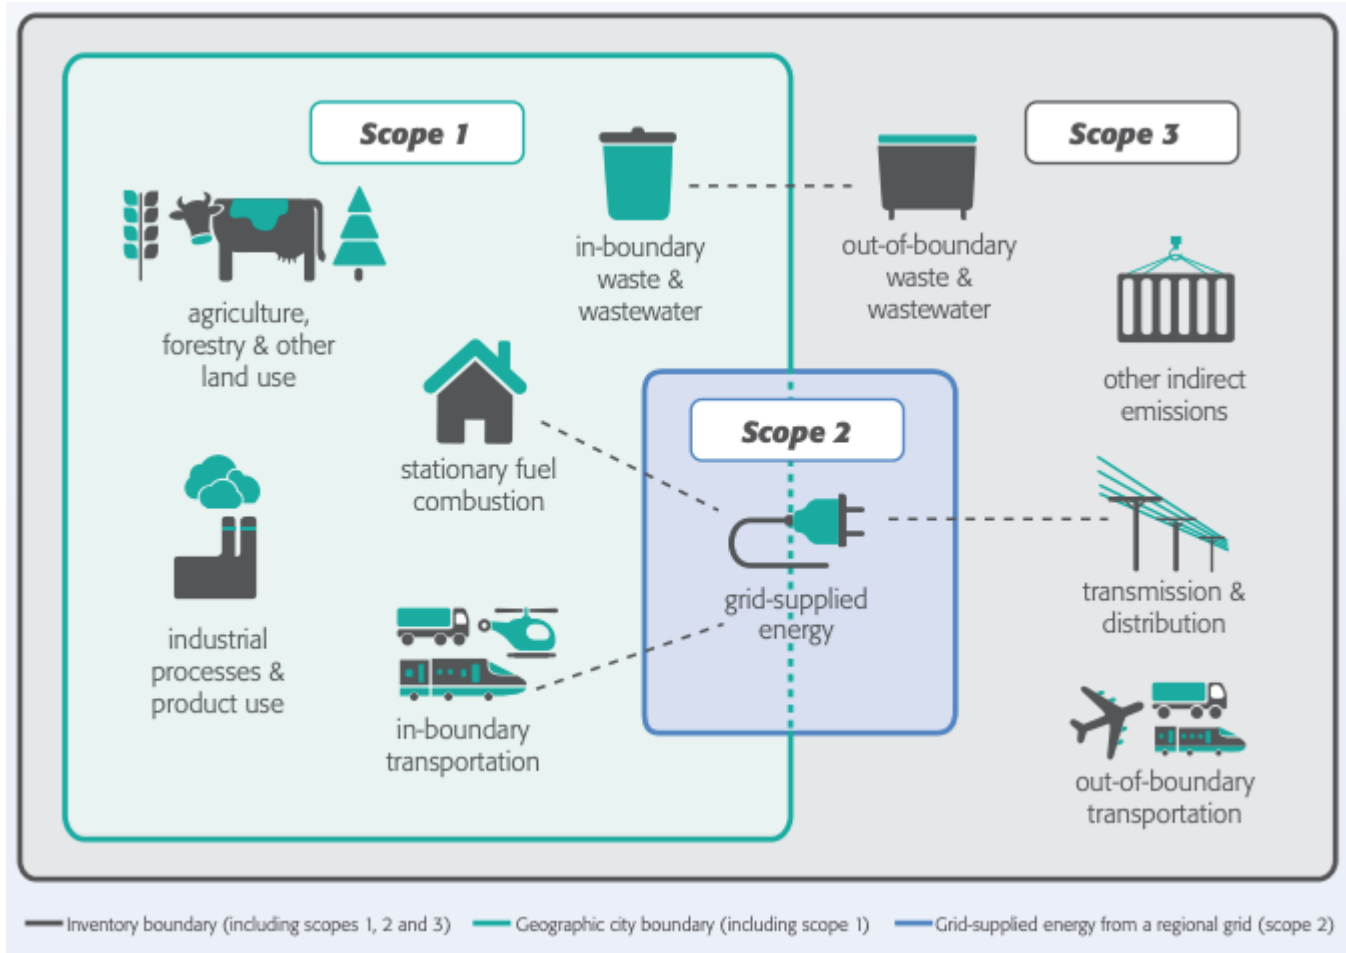 Scope 1
Scope 3
in-boundary
waste &
wastewater
out-of-boundary
waste &
wastewater
agriculture,
forestry & other
land use
other indirect
emissions
Scope 2
stationary fuel
combustion
grid-supplied
energy
transmission &
distribution
industrial
processes &
product use
in-boundary
transportation
out-of-boundary
transportation
Inventory boundary (including scopes 1, 2 and 3)
Geographic city boundary (including scope 1)
Grid-supplied energy from a regional grid (scope 2)